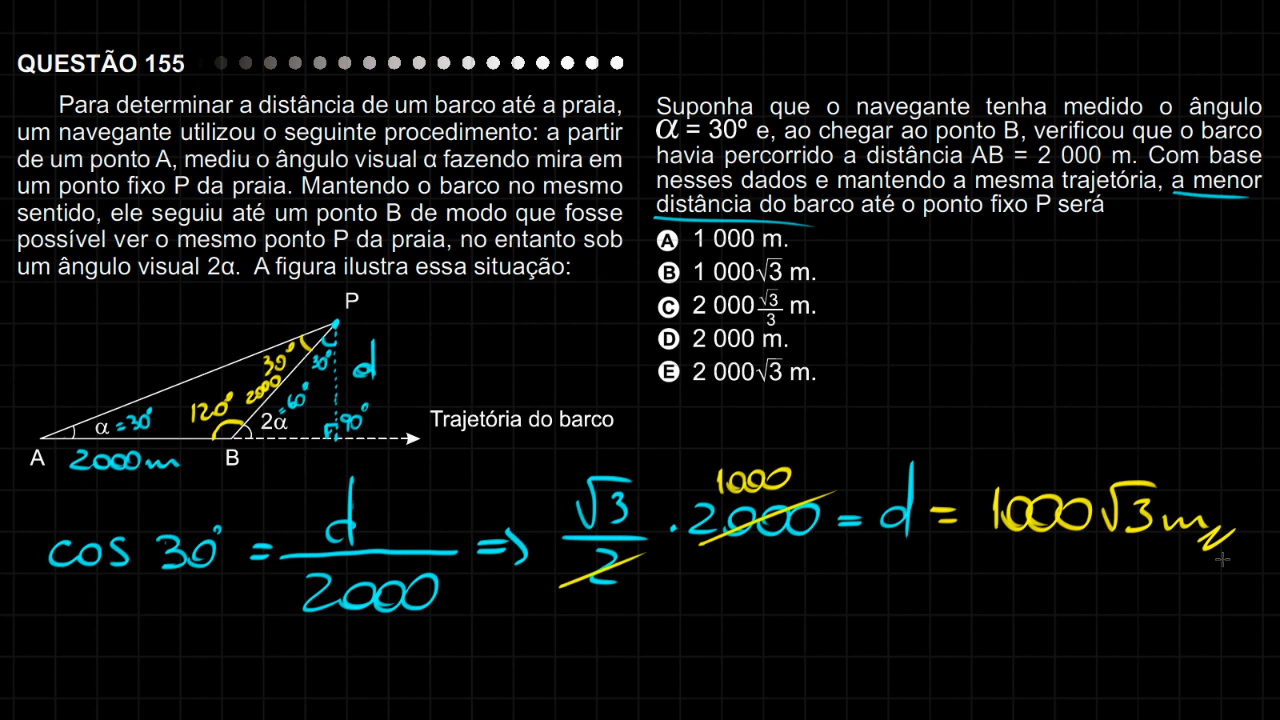 QUESTÃO 155
Para determinar a distância de um barco até a praia,
um navegante utilizou o seguinte procedimento: a partir
de um ponto A, mediu o ângulo visual α fazendo mira em
um ponto fixo P da praia. Mantendo o barco no mesmo
sentido, ele seguiu até um ponto B de modo que fosse
possível ver o mesmo ponto P da praia, no entanto sob
um ângulo visual 2α. A figura ilustra essa situação:
P
30°
30°
d
2000
120°
2α
=60°
90°
α
=30°
Trajetória do barco
A
2000m
B
Suponha que o navegante tenha medido o ângulo
α = 30º e, ao chegar ao ponto B, verificou que o barco
havia percorrido a distância AB = 2 000 m. Com base
nesses dados e mantendo a mesma trajetória, a menor
distância do barco até o ponto fixo P será
A 1 000 m.
B 1 000√3 m.
C 2 000 √3/3 m.
D 2 000 m.
E 2 000√3 m.
cos 30° = d/2000 ⇒ √3/2 . 2000 = d = 1000√3 m
1000